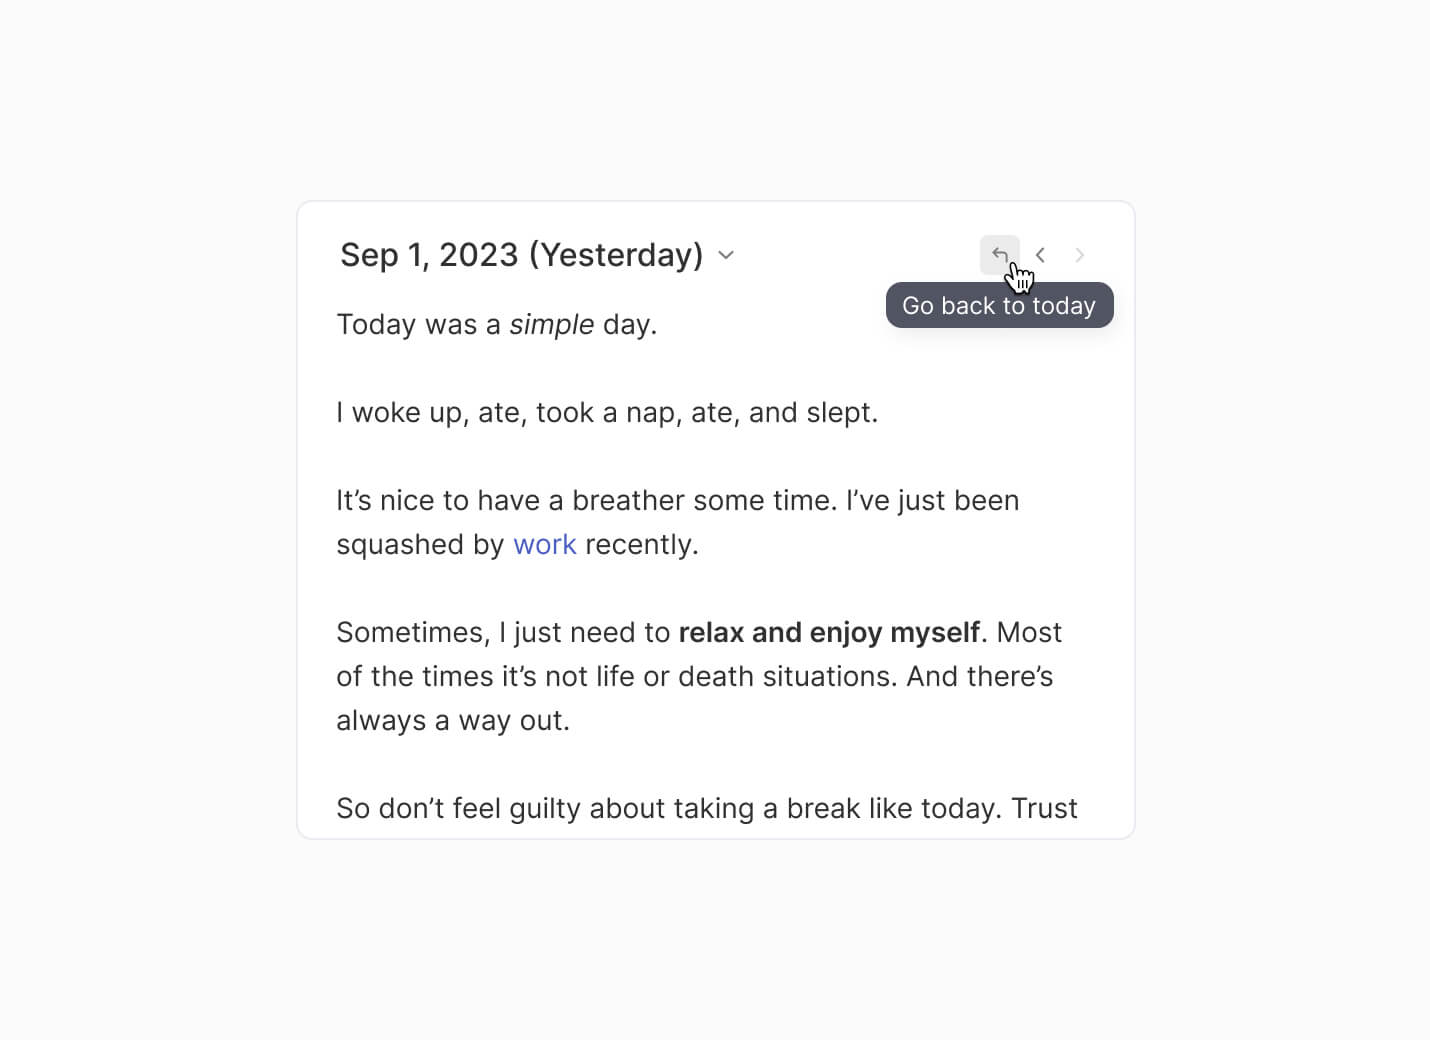 Sep 1, 2023 (Yesterday)
Go back to today
Today was a simple day.
I woke up, ate, took a nap, ate, and slept.
It’s nice to have a breather some time. I’ve just been
squashed by work recently.
Sometimes, I just need to relax and enjoy myself. Most
of the times it’s not life or death situations. And there’s
always a way out.
So don’t feel guilty about taking a break like today. Trust